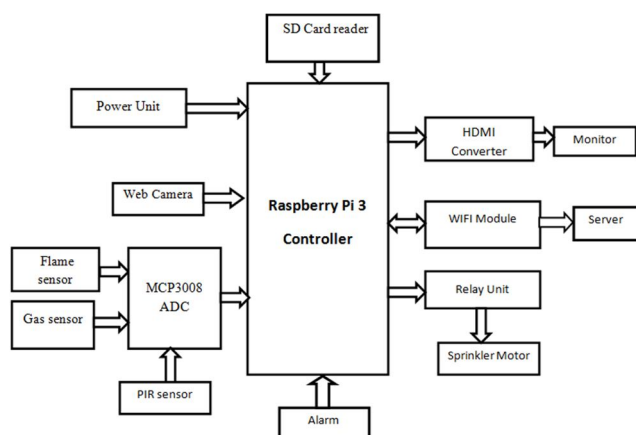 SD Card reader
Power Unit
HDMI
Converter
Monitor
Web Camera
Raspberry Pi 3
Controller
WIFI Module
Server
Flame
sensor
MCP3008
ADC
Gas sensor
Relay Unit
Sprinkler Motor
PIR sensor
Alarm